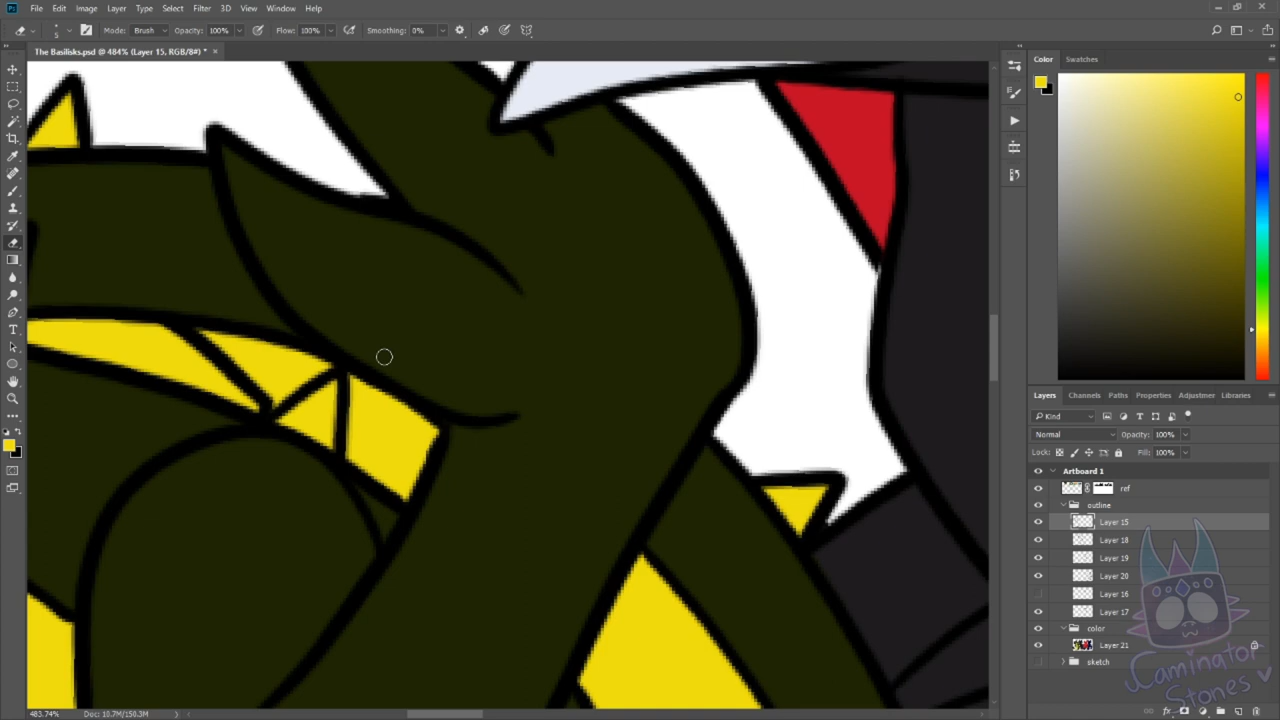 File Edit Image Layer Type Select Filter 3D View Window Help
5 Mode: Brush Opacity: 100% Flow: 100% Smoothing: 0%
The Basilisks.psd @ 484% (Layer 15, RGB/8#) * ×
Color Swatches
Layers Channels Paths Properties Adjustmer Libraries
Kind
Normal Opacity: 100%
Lock: Fill: 100%
Artboard 1
ref
outline
Layer 15
Layer 18
Layer 19
Layer 20
Layer 16
Layer 17
color
Layer 21
sketch
Caminator
Stones
483.74% Doc: 10.7M/150.3M